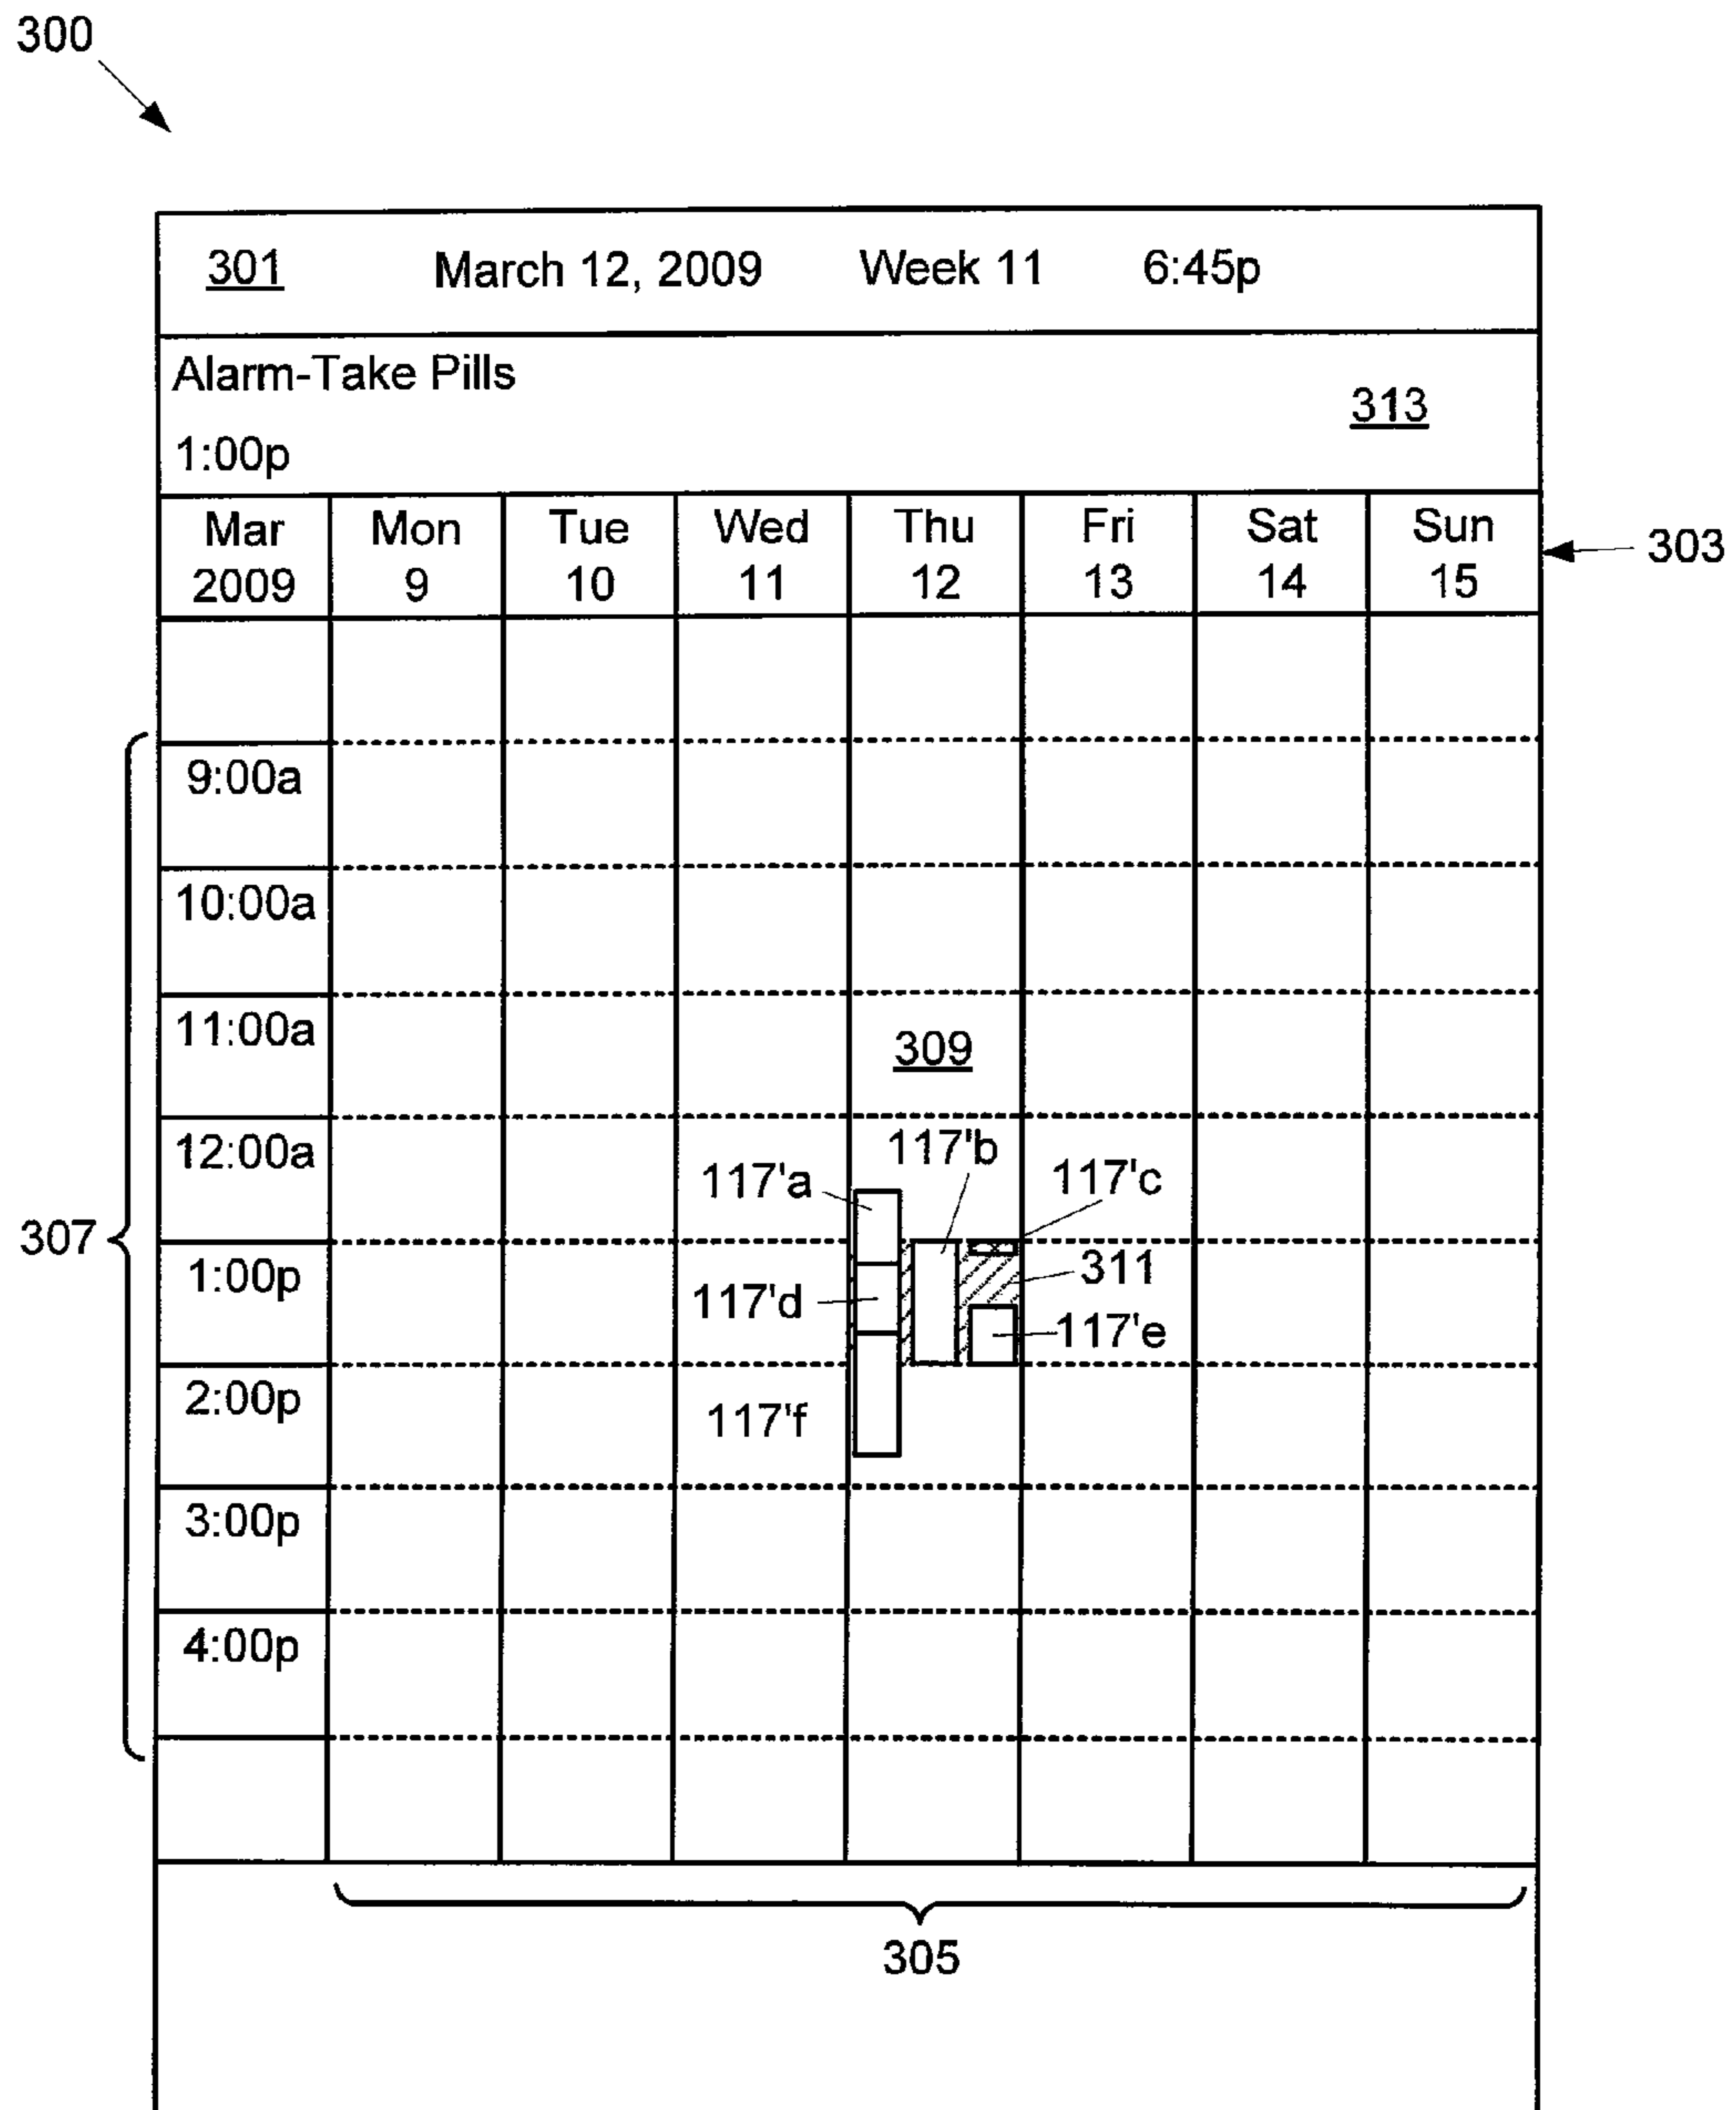 300
301 March 12, 2009 Week 11 6:45p
Alarm-Take Pills
313
1:00p
Mar Mon Tue Wed Thu Fri Sat Sun
2009 9 10 11 12 13 14 15
303
9:00a
10:00a
11:00a
309
12:00a
117'b
117'a
117'c
307
1:00p
311
117'd
117'e
2:00p
117'f
3:00p
4:00p
305